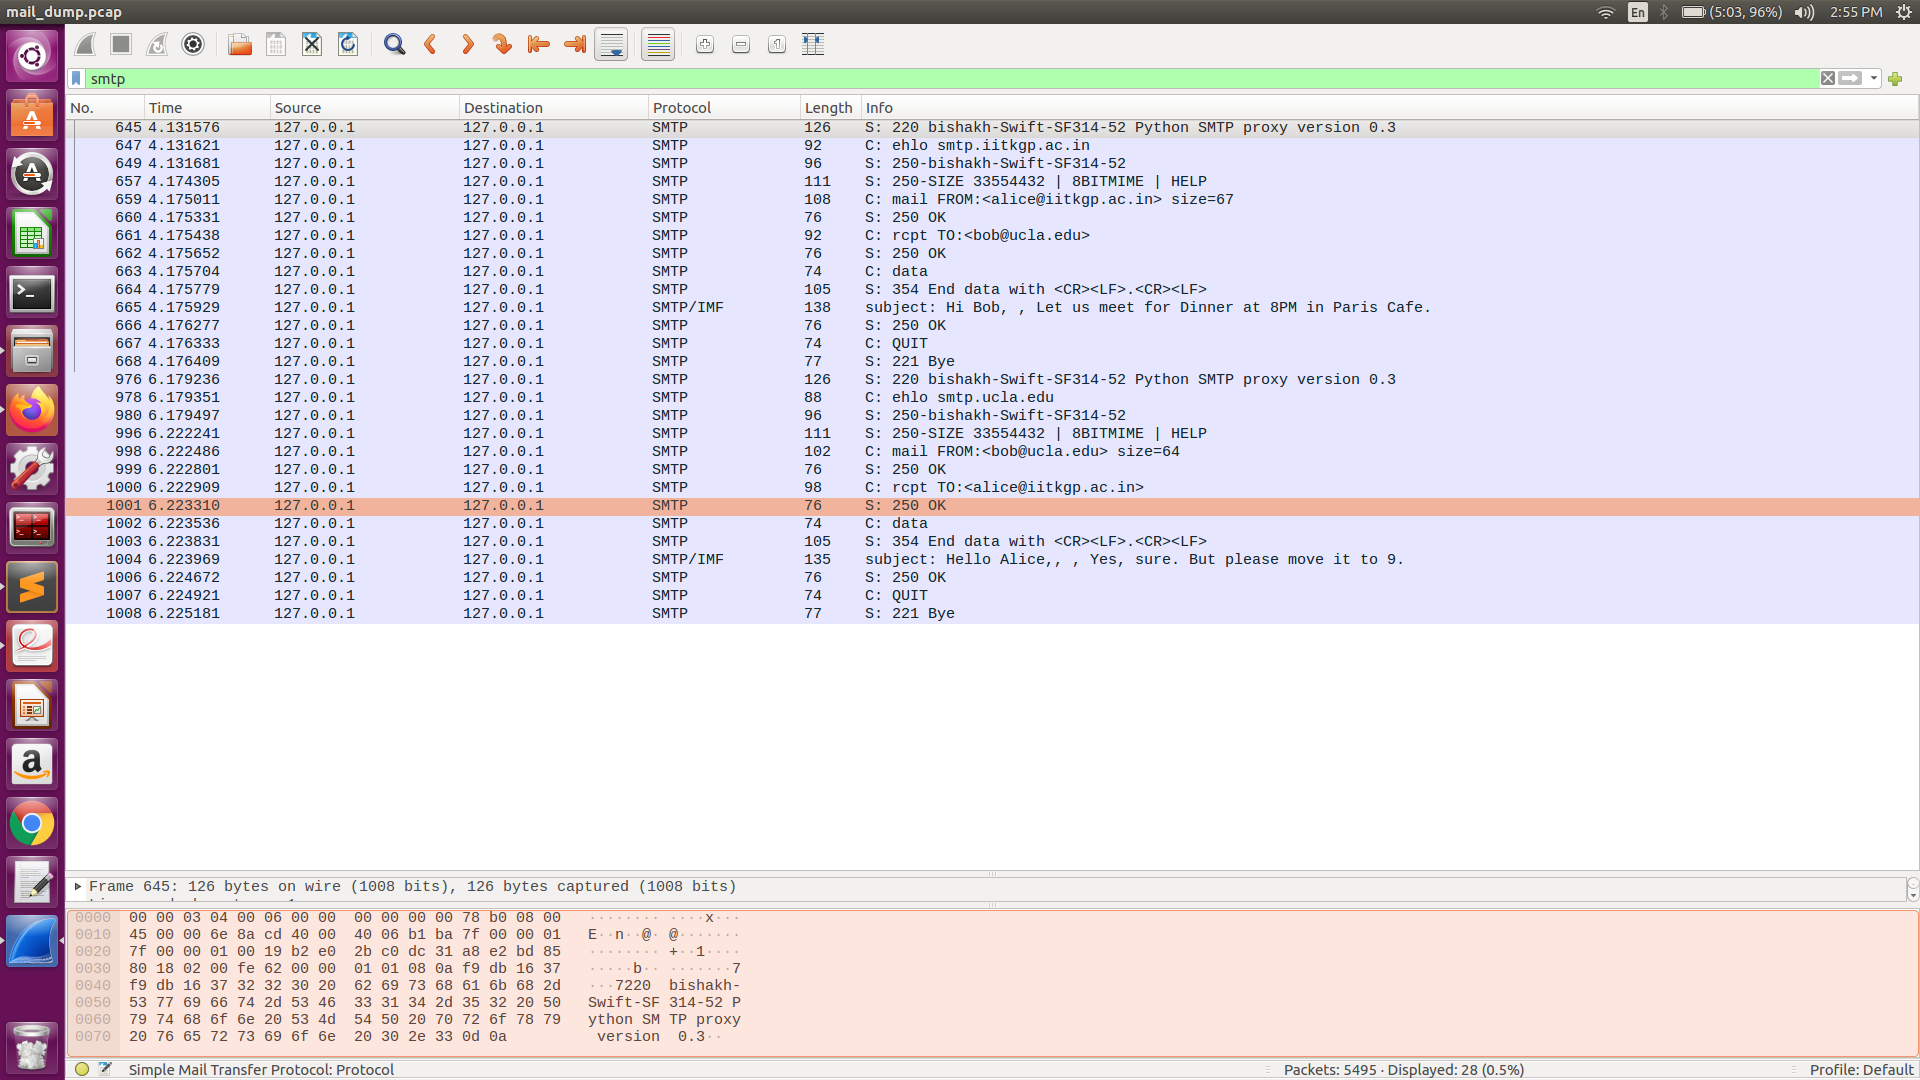 mail_dump.pcap En (5:03, 96%) 2:55 PM
smtp
No. Time Source Destination Protocol Length Info
645 4.131576 127.0.0.1 127.0.0.1 SMTP 126 S: 220 bishakh-Swift-SF314-52 Python SMTP proxy version 0.3
647 4.131621 127.0.0.1 127.0.0.1 SMTP 92 C: ehlo smtp.iitkgp.ac.in
649 4.131681 127.0.0.1 127.0.0.1 SMTP 96 S: 250-bishakh-Swift-SF314-52
657 4.174305 127.0.0.1 127.0.0.1 SMTP 111 S: 250-SIZE 33554432 | 8BITMIME | HELP
659 4.175011 127.0.0.1 127.0.0.1 SMTP 108 C: mail FROM:<alice@iitkgp.ac.in> size=67
660 4.175331 127.0.0.1 127.0.0.1 SMTP 76 S: 250 OK
661 4.175438 127.0.0.1 127.0.0.1 SMTP 92 C: rcpt TO:<bob@ucla.edu>
662 4.175652 127.0.0.1 127.0.0.1 SMTP 76 S: 250 OK
663 4.175704 127.0.0.1 127.0.0.1 SMTP 74 C: data
664 4.175779 127.0.0.1 127.0.0.1 SMTP 105 S: 354 End data with <CR><LF>.<CR><LF>
665 4.175929 127.0.0.1 127.0.0.1 SMTP/IMF 138 subject: Hi Bob, , Let us meet for Dinner at 8PM in Paris Cafe.
666 4.176277 127.0.0.1 127.0.0.1 SMTP 76 S: 250 OK
667 4.176333 127.0.0.1 127.0.0.1 SMTP 74 C: QUIT
668 4.176409 127.0.0.1 127.0.0.1 SMTP 77 S: 221 Bye
976 6.179236 127.0.0.1 127.0.0.1 SMTP 126 S: 220 bishakh-Swift-SF314-52 Python SMTP proxy version 0.3
978 6.179351 127.0.0.1 127.0.0.1 SMTP 88 C: ehlo smtp.ucla.edu
980 6.179497 127.0.0.1 127.0.0.1 SMTP 96 S: 250-bishakh-Swift-SF314-52
996 6.222241 127.0.0.1 127.0.0.1 SMTP 111 S: 250-SIZE 33554432 | 8BITMIME | HELP
998 6.222486 127.0.0.1 127.0.0.1 SMTP 102 C: mail FROM:<bob@ucla.edu> size=64
999 6.222801 127.0.0.1 127.0.0.1 SMTP 76 S: 250 OK
1000 6.222909 127.0.0.1 127.0.0.1 SMTP 98 C: rcpt TO:<alice@iitkgp.ac.in>
1001 6.223310 127.0.0.1 127.0.0.1 SMTP 76 S: 250 OK
1002 6.223536 127.0.0.1 127.0.0.1 SMTP 74 C: data
1003 6.223831 127.0.0.1 127.0.0.1 SMTP 105 S: 354 End data with <CR><LF>.<CR><LF>
1004 6.223969 127.0.0.1 127.0.0.1 SMTP/IMF 135 subject: Hello Alice,, , Yes, sure. But please move it to 9.
1006 6.224672 127.0.0.1 127.0.0.1 SMTP 76 S: 250 OK
1007 6.224921 127.0.0.1 127.0.0.1 SMTP 74 C: QUIT
1008 6.225181 127.0.0.1 127.0.0.1 SMTP 77 S: 221 Bye
Frame 645: 126 bytes on wire (1008 bits), 126 bytes captured (1008 bits)
0000 00 00 03 04 00 06 00 00 00 00 00 00 78 b0 08 00 ········ ····x···
0010 45 00 00 6e 8a cd 40 00 40 06 b1 ba 7f 00 00 01 E··n··@· @·······
0020 7f 00 00 01 00 19 b2 e0 2b c0 dc 31 a8 e2 bd 85 ········ +··1····
0030 80 18 02 00 fe 62 00 00 01 01 08 0a f9 db 16 37 ·····b·· ·······7
0040 f9 db 16 37 32 32 30 20 62 69 73 68 61 6b 68 2d ···7220 bishakh-
0050 53 77 69 66 74 2d 53 46 33 31 34 2d 35 32 20 50 Swift-SF 314-52 P
0060 79 74 68 6f 6e 20 53 4d 54 50 20 70 72 6f 78 79 ython SM TP proxy
0070 20 76 65 72 73 69 6f 6e 20 30 2e 33 0d 0a version 0.3··
Simple Mail Transfer Protocol: Protocol Packets: 5495 · Displayed: 28 (0.5%) Profile: Default